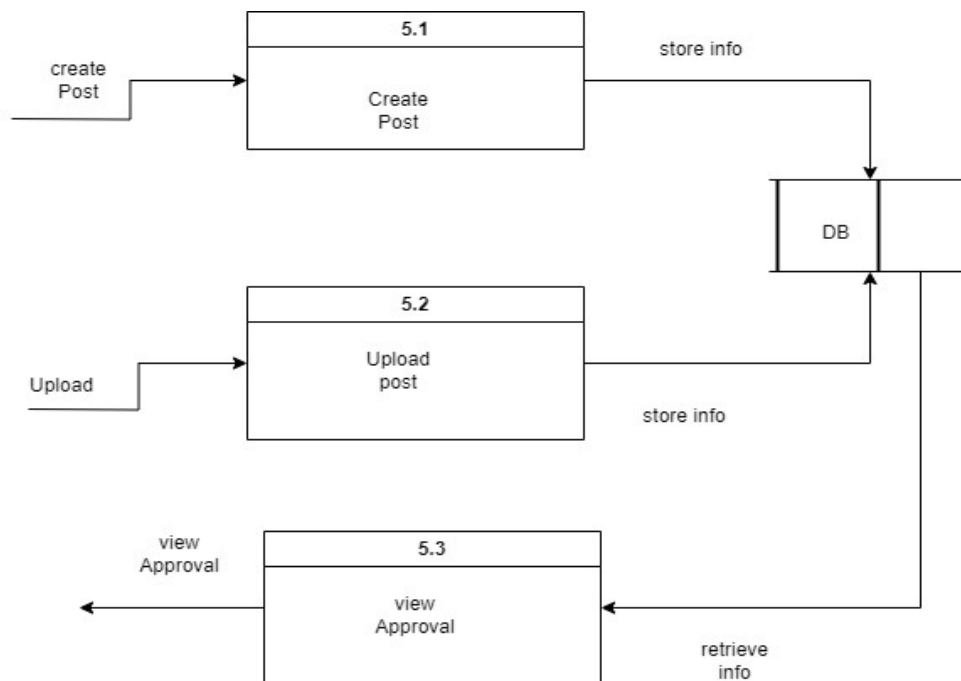 5.1
create
Post
store info
Create
Post
DB
5.2
Upload
post
Upload
store info
5.3
view
Approval
view
Approval
retrieve
info